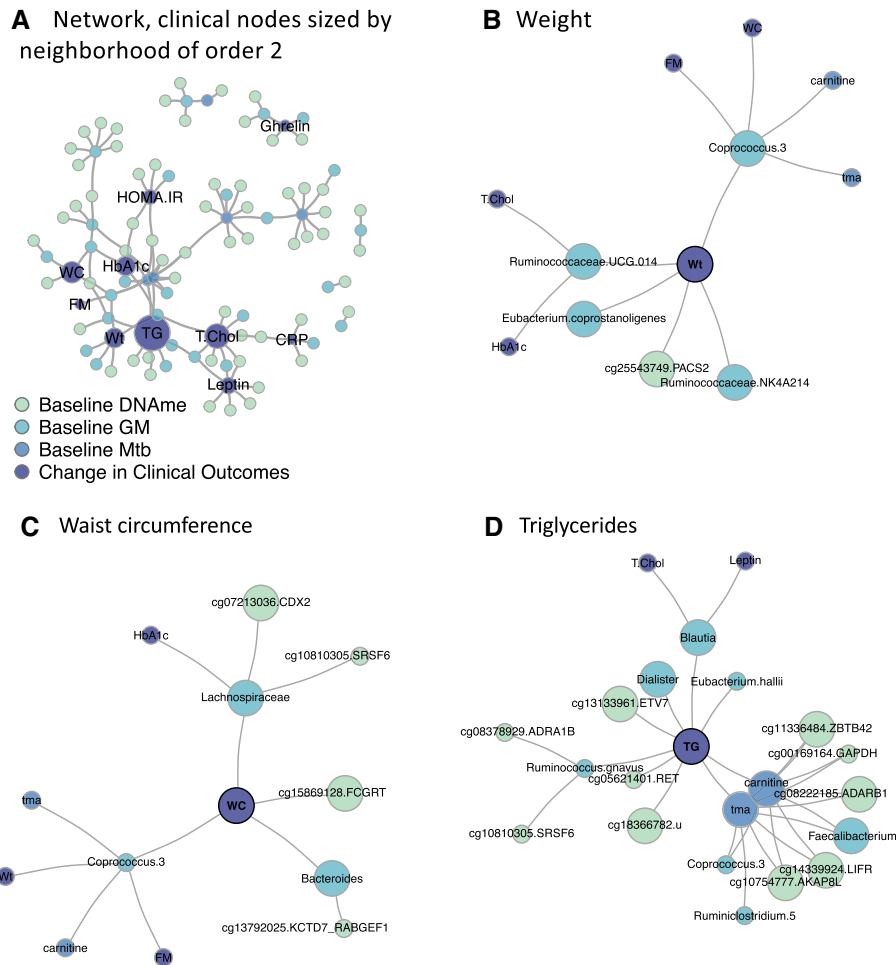 A Network, clinical nodes sized by
neighborhood of order 2
Ghrelin
HOMA.IR
HbA1c
WC
FM
Wt
TG
T.Chol
CRP
Leptin
Baseline DNAme
Baseline GM
Baseline Mtb
Change in Clinical Outcomes
B Weight
WC
FM
carnitine
Coprococcus.3
tma
T.Chol
Ruminococcaceae.UCG.014
Wt
Eubacterium.coprostanoligenes
HbA1c
cg25543749.PACS2
Ruminococcaceae.NK4A214
C Waist circumference
cg07213036.CDX2
HbA1c
cg10810305.SRSF6
Lachnospiraceae
cg15869128.FCGRT
tma
WC
Coprococcus.3
Wt
Bacteroides
cg13792025.KCTD7_RABGEF1
carnitine
FM
D Triglycerides
T.Chol
Leptin
Blautia
Dialister
Eubacterium.hallii
cg13133961.ETV7
cg08378929.ADRA1B
cg11336484.ZBTB42
TG
cg00169164.GAPDH
Ruminococcus.gnavus
cg05621401.RET
carnitine
cg08222185.ADARB1
tma
cg18366782.u
cg10810305.SRSF6
Faecalibacterium
Coprococcus.3
cg14339924.LIFR
cg10754777.AKAP8L
Ruminiclostridium.5